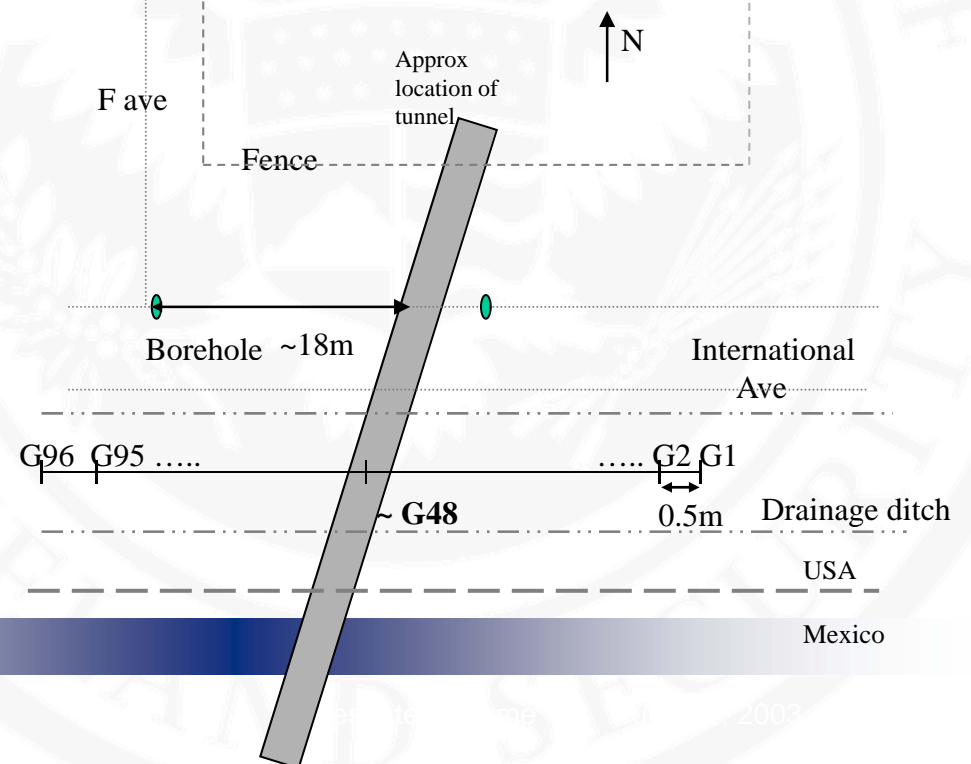 N
Approx
location of
tunnel
F ave
Fence
Borehole ~18m
International
Ave
G96 G95 ..... ..... G2 G1
~ G48
0.5m
Drainage ditch
USA
Mexico
2003